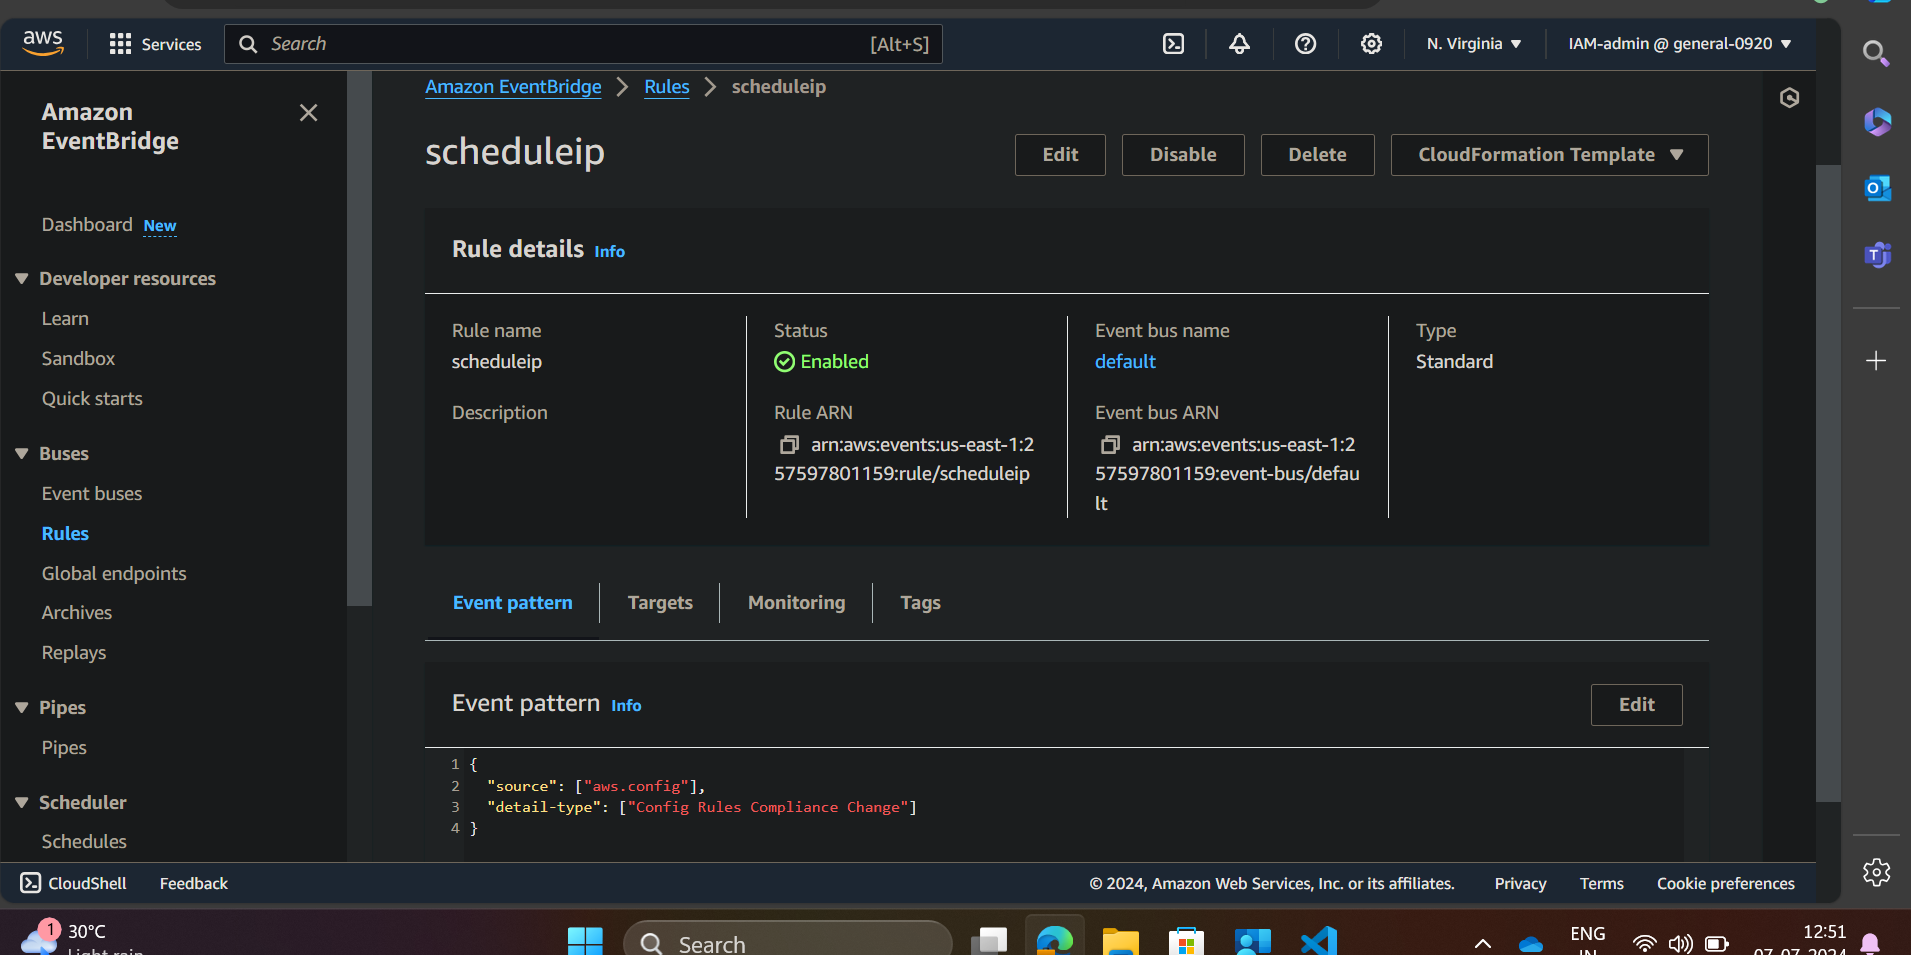 aws
Services
Search
[Alt+S]
N. Virginia
IAM-admin @ general-0920
Amazon EventBridge
Dashboard New
Developer resources
Learn
Sandbox
Quick starts
Buses
Event buses
Rules
Global endpoints
Archives
Replays
Pipes
Pipes
Scheduler
Schedules
Amazon EventBridge
Rules
scheduleip
scheduleip
Edit
Disable
Delete
CloudFormation Template
Rule details Info
Rule name
scheduleip
Description
Status
Enabled
Rule ARN
arn:aws:events:us-east-1:2
57597801159:rule/scheduleip
Event bus name
default
Event bus ARN
arn:aws:events:us-east-1:2
57597801159:event-bus/defau
lt
Type
Standard
Event pattern
Targets
Monitoring
Tags
Event pattern Info
Edit
1 {
2 "source": ["aws.config"],
3 "detail-type": ["Config Rules Compliance Change"]
4 }
CloudShell
Feedback
© 2024, Amazon Web Services, Inc. or its affiliates.
Privacy
Terms
Cookie preferences
1
30°C
Light rain
Search
ENG
IN
12:51
07-07-2024